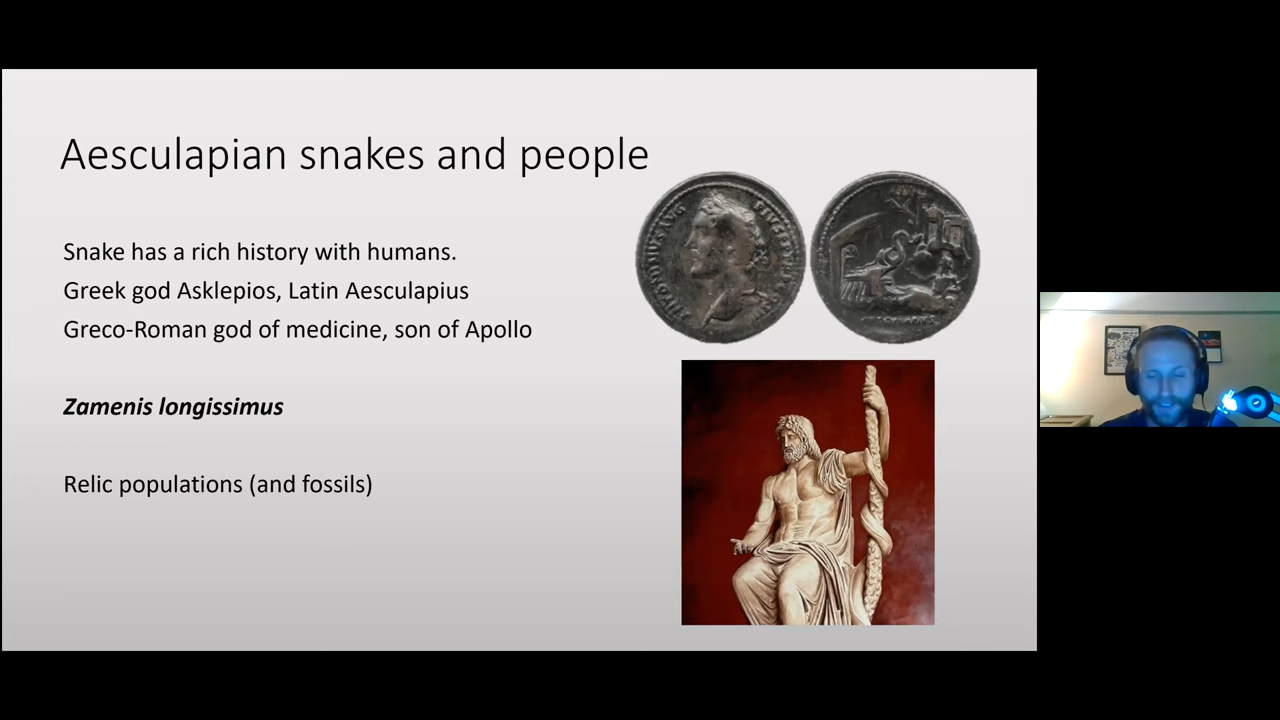 Aesculapian snakes and people
Snake has a rich history with humans.
Greek god Asklepios, Latin Aesculapius
Greco-Roman god of medicine, son of Apollo
Zamenis longissimus
Relic populations (and fossils)